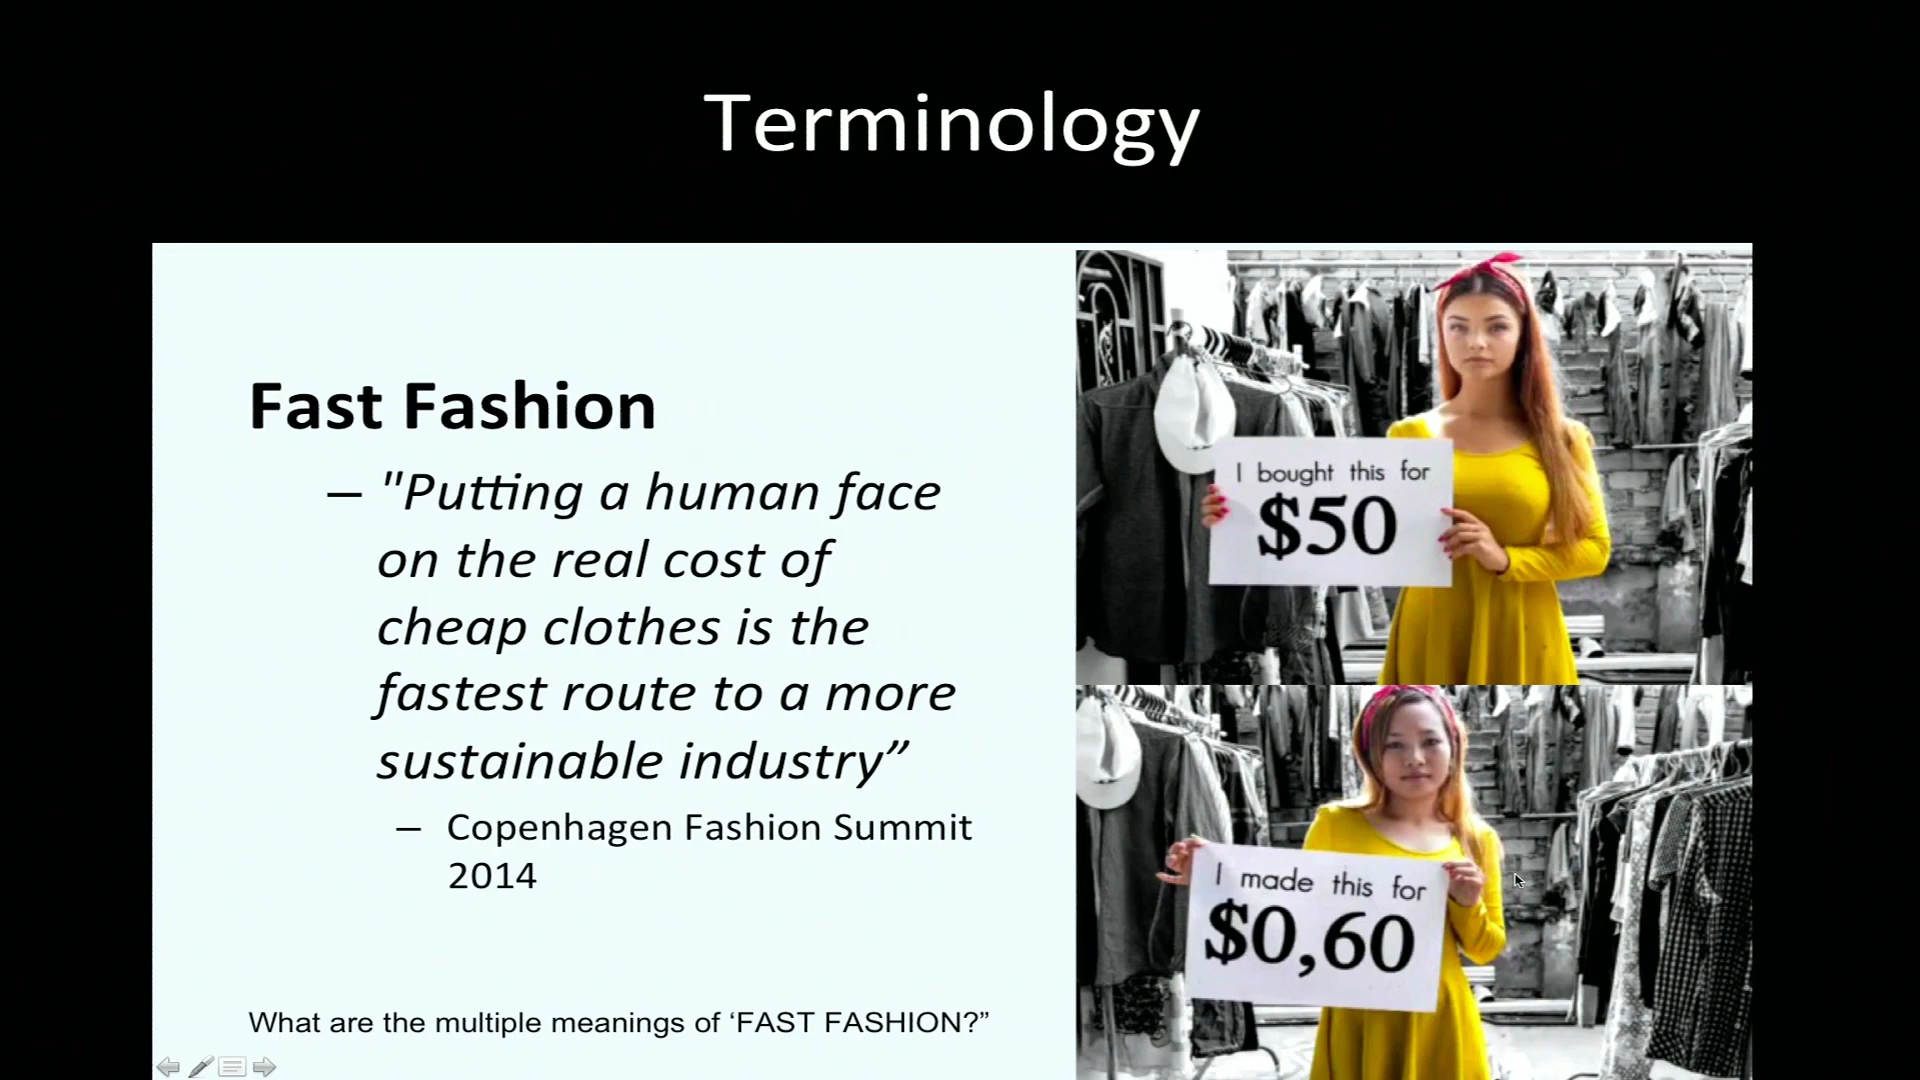 Terminology
Fast Fashion
– "Putting a human face
on the real cost of
cheap clothes is the
fastest route to a more
sustainable industry”
– Copenhagen Fashion Summit
2014
What are the multiple meanings of ‘FAST FASHION?”
I bought this for
$50
I made this for
$0,60